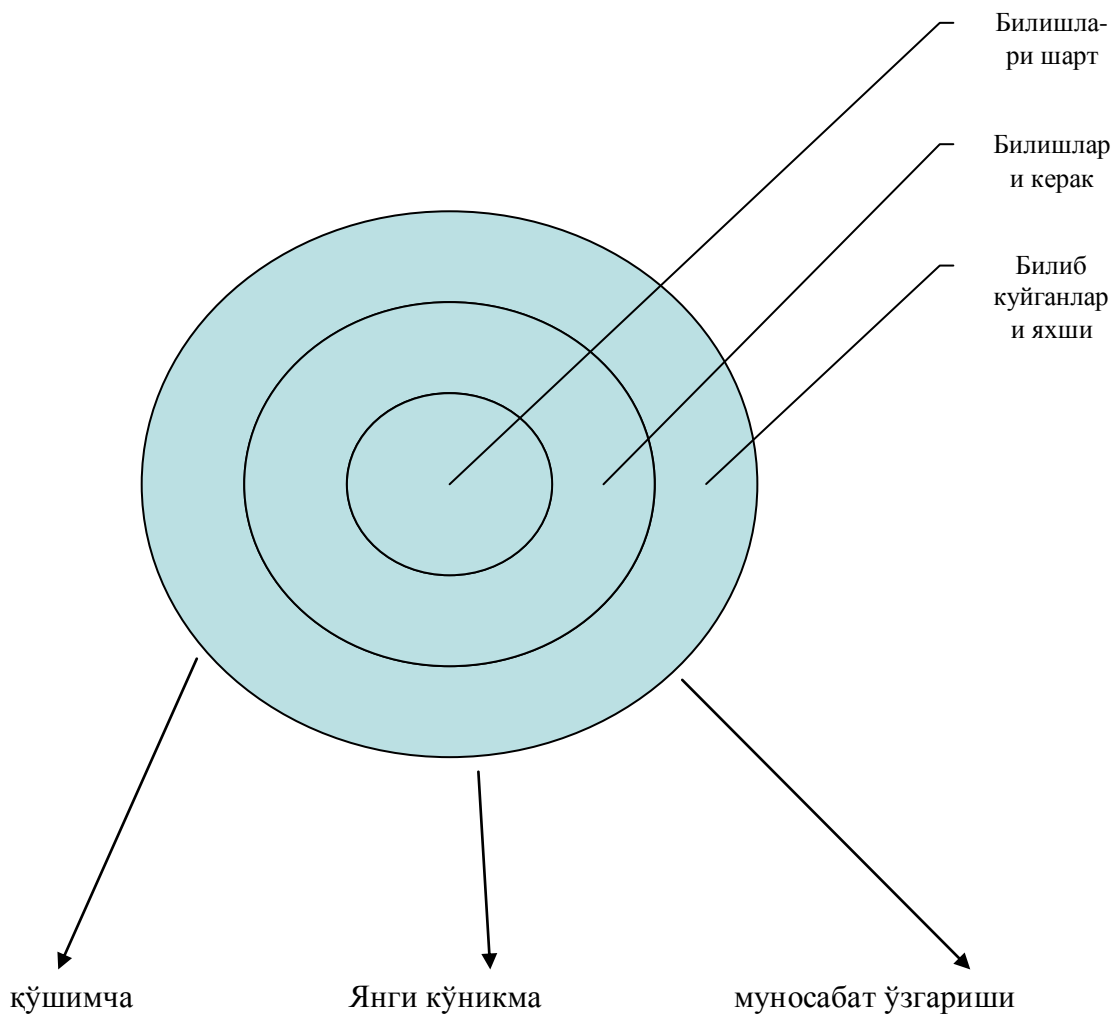 Билишла-
ри шарт
Билишлар
и керак
Билиб
куйганлар
и яхши
қўшимча
Янги кўникма
муносабат ўзгариши